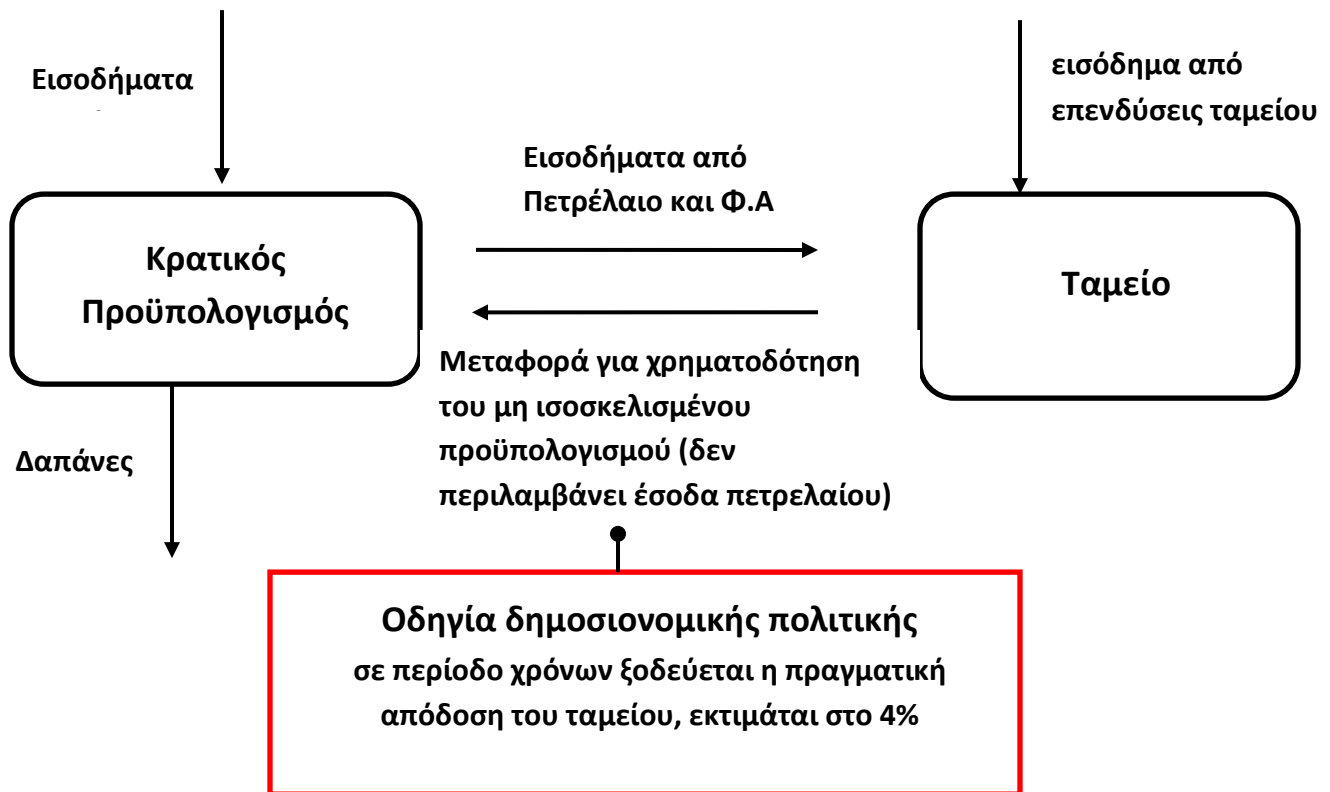 Εισοδήματα
εισόδημα από
επενδύσεις ταμείου
Εισοδήματα από
Πετρέλαιο και Φ.Α
Κρατικός
Προϋπολογισμός
Ταμείο
Μεταφορά για χρηματοδότηση
του μη ισοσκελισμένου
προϋπολογισμού (δεν
περιλαμβάνει έσοδα πετρελαίου)
Δαπάνες
Οδηγία δημοσιονομικής πολιτικής
σε περίοδο χρόνων ξοδεύεται η πραγματική
απόδοση του ταμείου, εκτιμάται στο 4%